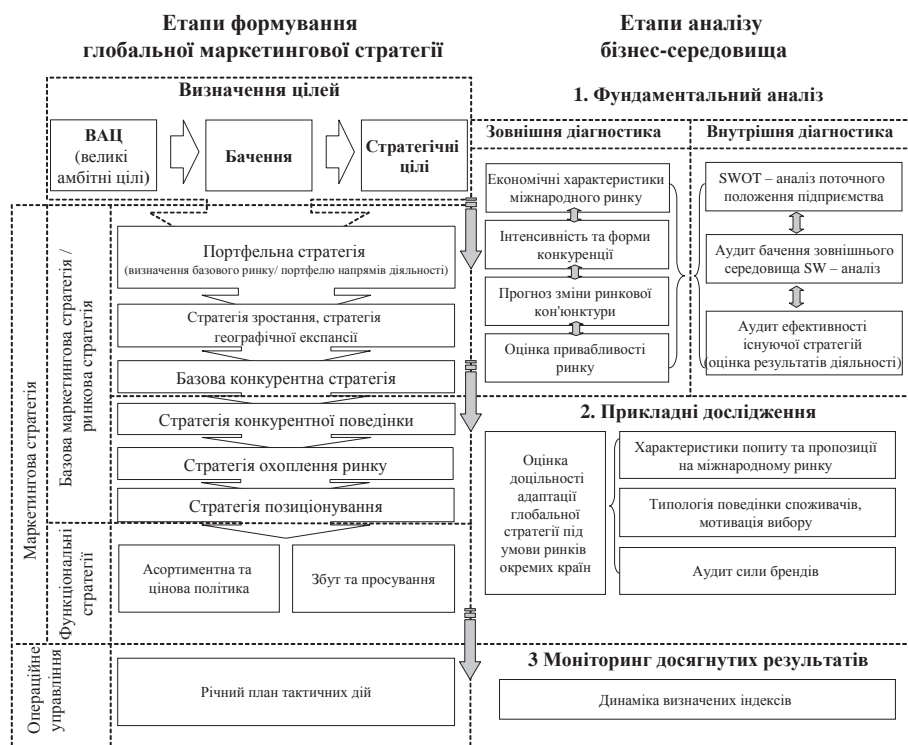 Етапи формування
глобальної маркетингової стратегії
Етапи аналізу
бізнес-середовища
Визначення цілей
ВАЦ
(великі
амбітні цілі)
Бачення
Стратегічні
цілі
1. Фундаментальний аналіз
Зовнішня діагностика
Внутрішня діагностика
Економічні характеристики
міжнародного ринку
Інтенсивність та форми
конкуренції
Прогноз зміни ринкової
кон'юнктури
Оцінка привабливості
ринку
SWOT – аналіз поточного
положення підприємства
Аудит бачення зовнішнього
середовища SW – аналіз
Аудит ефективності
існуючої стратегій
(оцінка результатів діяльності)
Маркетингова стратегія
Базова маркетингова стратегія /
ринкова стратегія
Портфельна стратегія
(визначення базового ринку/ портфелю напрямів діяльності)
Стратегія зростання, стратегія
географічної експансії
Базова конкурентна стратегія
Стратегія конкурентної поведінки
Стратегія охоплення ринку
Стратегія позиціонування
2. Прикладні дослідження
Оцінка
доцільності
адаптації
глобальної
стратегії під
умови ринків
окремих країн
Характеристики попиту та пропозиції
на міжнародному ринку
Типологія поведінки споживачів,
мотивація вибору
Аудит сили брендів
Функціональні
стратегії
Асортиментна та
цінова політика
Збут та просування
Операційне
управління
Річний план тактичних дій
3 Моніторинг досягнутих результатів
Динаміка визначених індексів